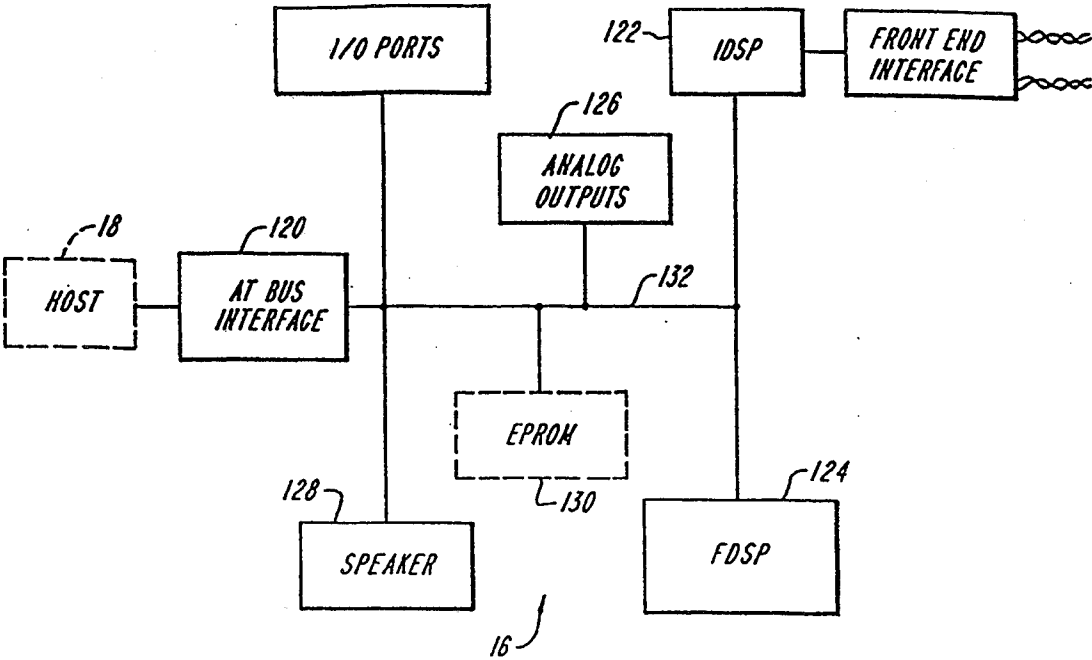 I/O PORTS
122
IDSP
FRONT END
INTERFACE
126
ANALOG
OUTPUTS
18
HOST
120
AT BUS
INTERFACE
132
EPROM
130
128
SPEAKER
124
FDSP
16